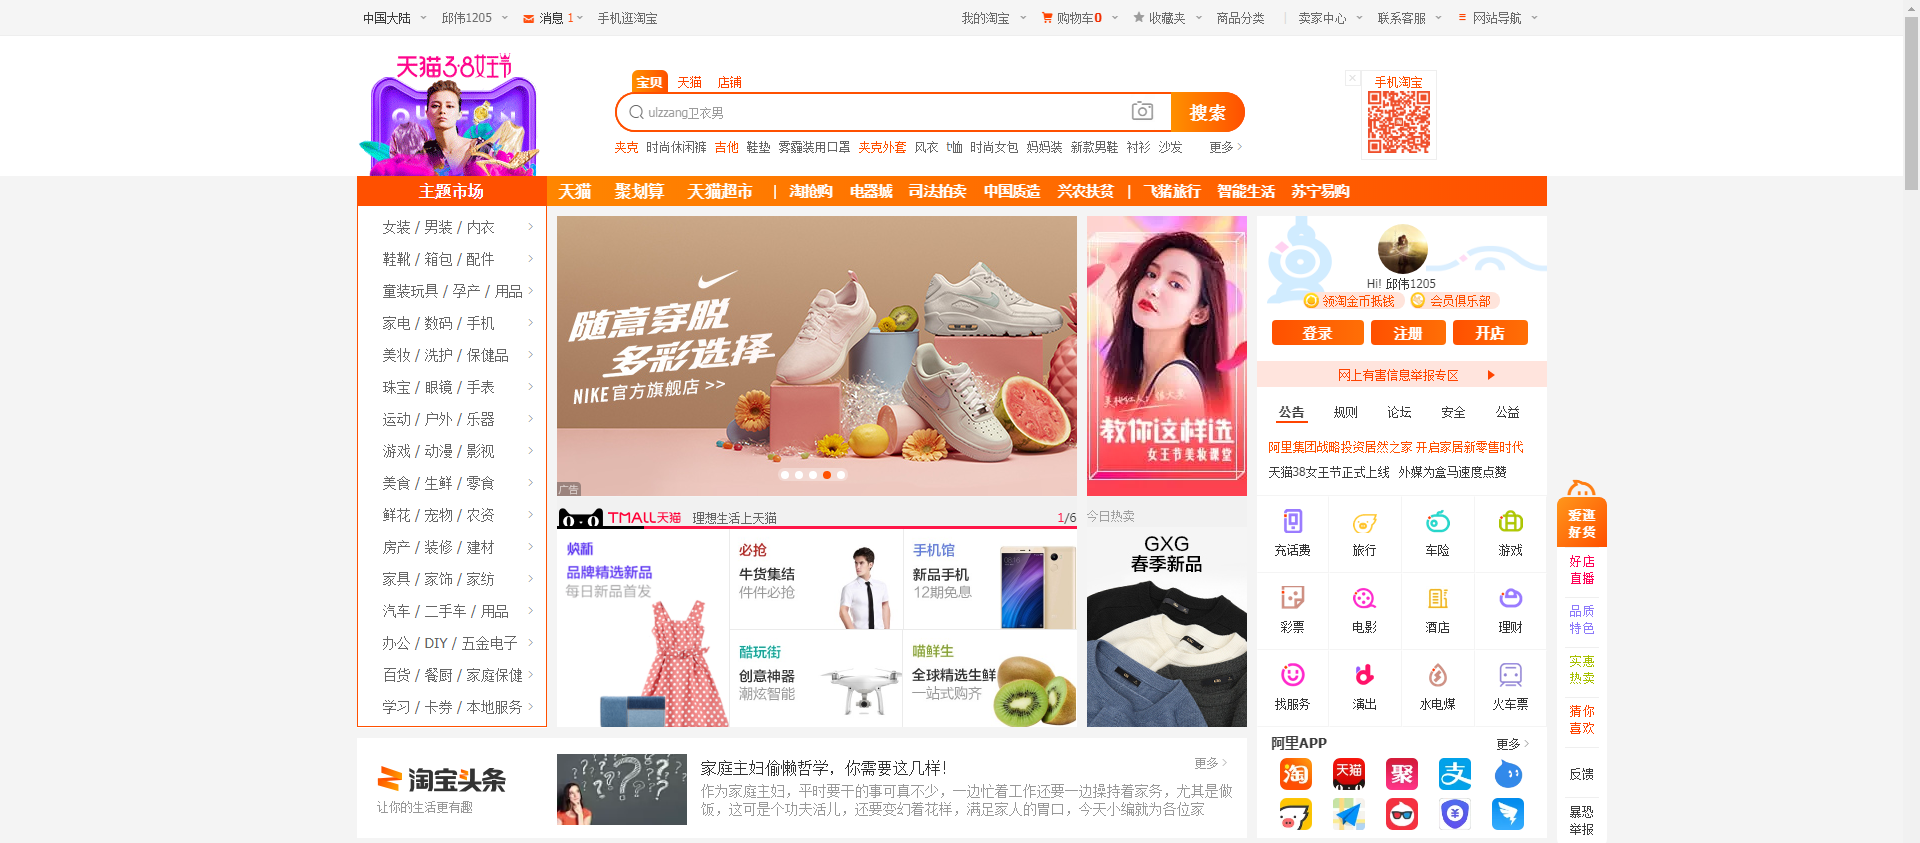 中国大陆 邱伟1205 消息 1 手机逛淘宝
我的淘宝 购物车0 收藏夹 商品分类 | 卖家中心 联系客服 网站导航
天猫3·8女王节
QUEEN
宝贝 天猫 店铺
ulzzang卫衣男
搜索
夹克 时尚休闲裤 吉他 鞋垫 雾霾装用口罩 夹克外套 风衣 t恤 时尚女包 妈妈装 新款男鞋 衬衫 沙发 更多
手机淘宝
主题市场
天猫 聚划算 天猫超市 | 淘抢购 电器城 司法拍卖 中国质造 兴农扶贫 | 飞猪旅行 智能生活 苏宁易购
女装 / 男装 / 内衣
鞋靴 / 箱包 / 配件
童装玩具 / 孕产 / 用品
家电 / 数码 / 手机
美妆 / 洗护 / 保健品
珠宝 / 眼镜 / 手表
运动 / 户外 / 乐器
游戏 / 动漫 / 影视
美食 / 生鲜 / 零食
鲜花 / 宠物 / 农资
房产 / 装修 / 建材
家具 / 家饰 / 家纺
汽车 / 二手车 / 用品
办公 / DIY / 五金电子
百货 / 餐厨 / 家庭保健
学习 / 卡券 / 本地服务
随意穿脱
多彩选择
NIKE官方旗舰店 >>
广告
教你这样选
女王节美妆课堂
Hi! 邱伟1205
领淘金币抵钱 会员俱乐部
登录 注册 开店
网上有害信息举报专区
公告 规则 论坛 安全 公益
阿里集团战略投资居然之家 开启家居新零售时代
天猫38女王节正式上线 外媒为盒马速度点赞
TMALL天猫 理想生活上天猫 1/6
焕新
品牌精选新品
每日新品首发
必抢
牛货集结
件件必抢
手机馆
新品手机
12期免息
酷玩街
创意神器
潮炫智能
喵鲜生
全球精选生鲜
一站式购齐
今日热卖
GXG
春季新品
充话费 旅行 车险 游戏
彩票 电影 酒店 理财
找服务 演出 水电煤 火车票
阿里APP 更多
淘 天猫 聚 支
淘宝头条
让你的生活更有趣
家庭主妇偷懒哲学，你需要这几样！ 更多
作为家庭主妇，平时要干的事可真不少，一边忙着工作还要一边操持着家务，尤其是做
饭，这可是个功夫活儿，还要变幻着花样，满足家人的胃口，今天小编就为各位家
爱逛
好货
好店
直播
品质
特色
实惠
热卖
猜你
喜欢
反馈
暴恐
举报